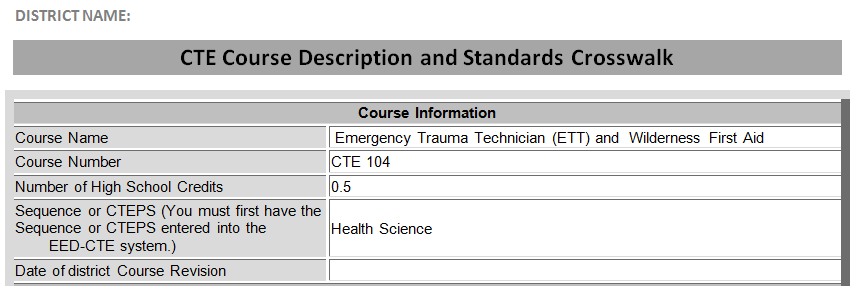 DISTRICT NAME:
CTE Course Description and Standards Crosswalk
Course Information
Course Name Emergency Trauma Technician (ETT) and Wilderness First Aid
Course Number CTE 104
Number of High School Credits 0.5
Sequence or CTEPS (You must first have the
Sequence or CTEPS entered into the
EED-CTE system.) Health Science
Date of district Course Revision